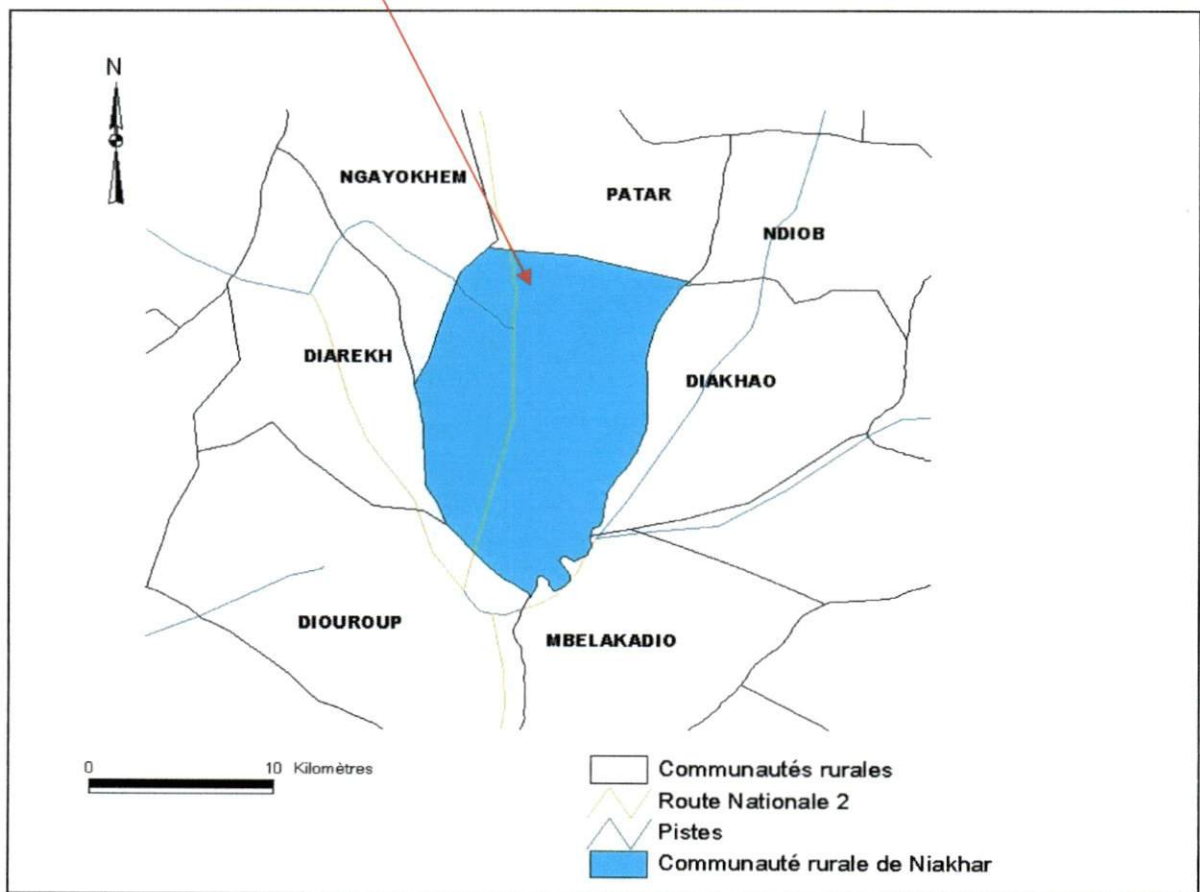 N
NGAYOKHEM
PATAR
NDIOB
DIAREKH
DIAKHAO
DIOUROUP
MBELAKADIO
0 10 Kilomètres
Communautés rurales
Route Nationale 2
Pistes
Communauté rurale de Niakhar